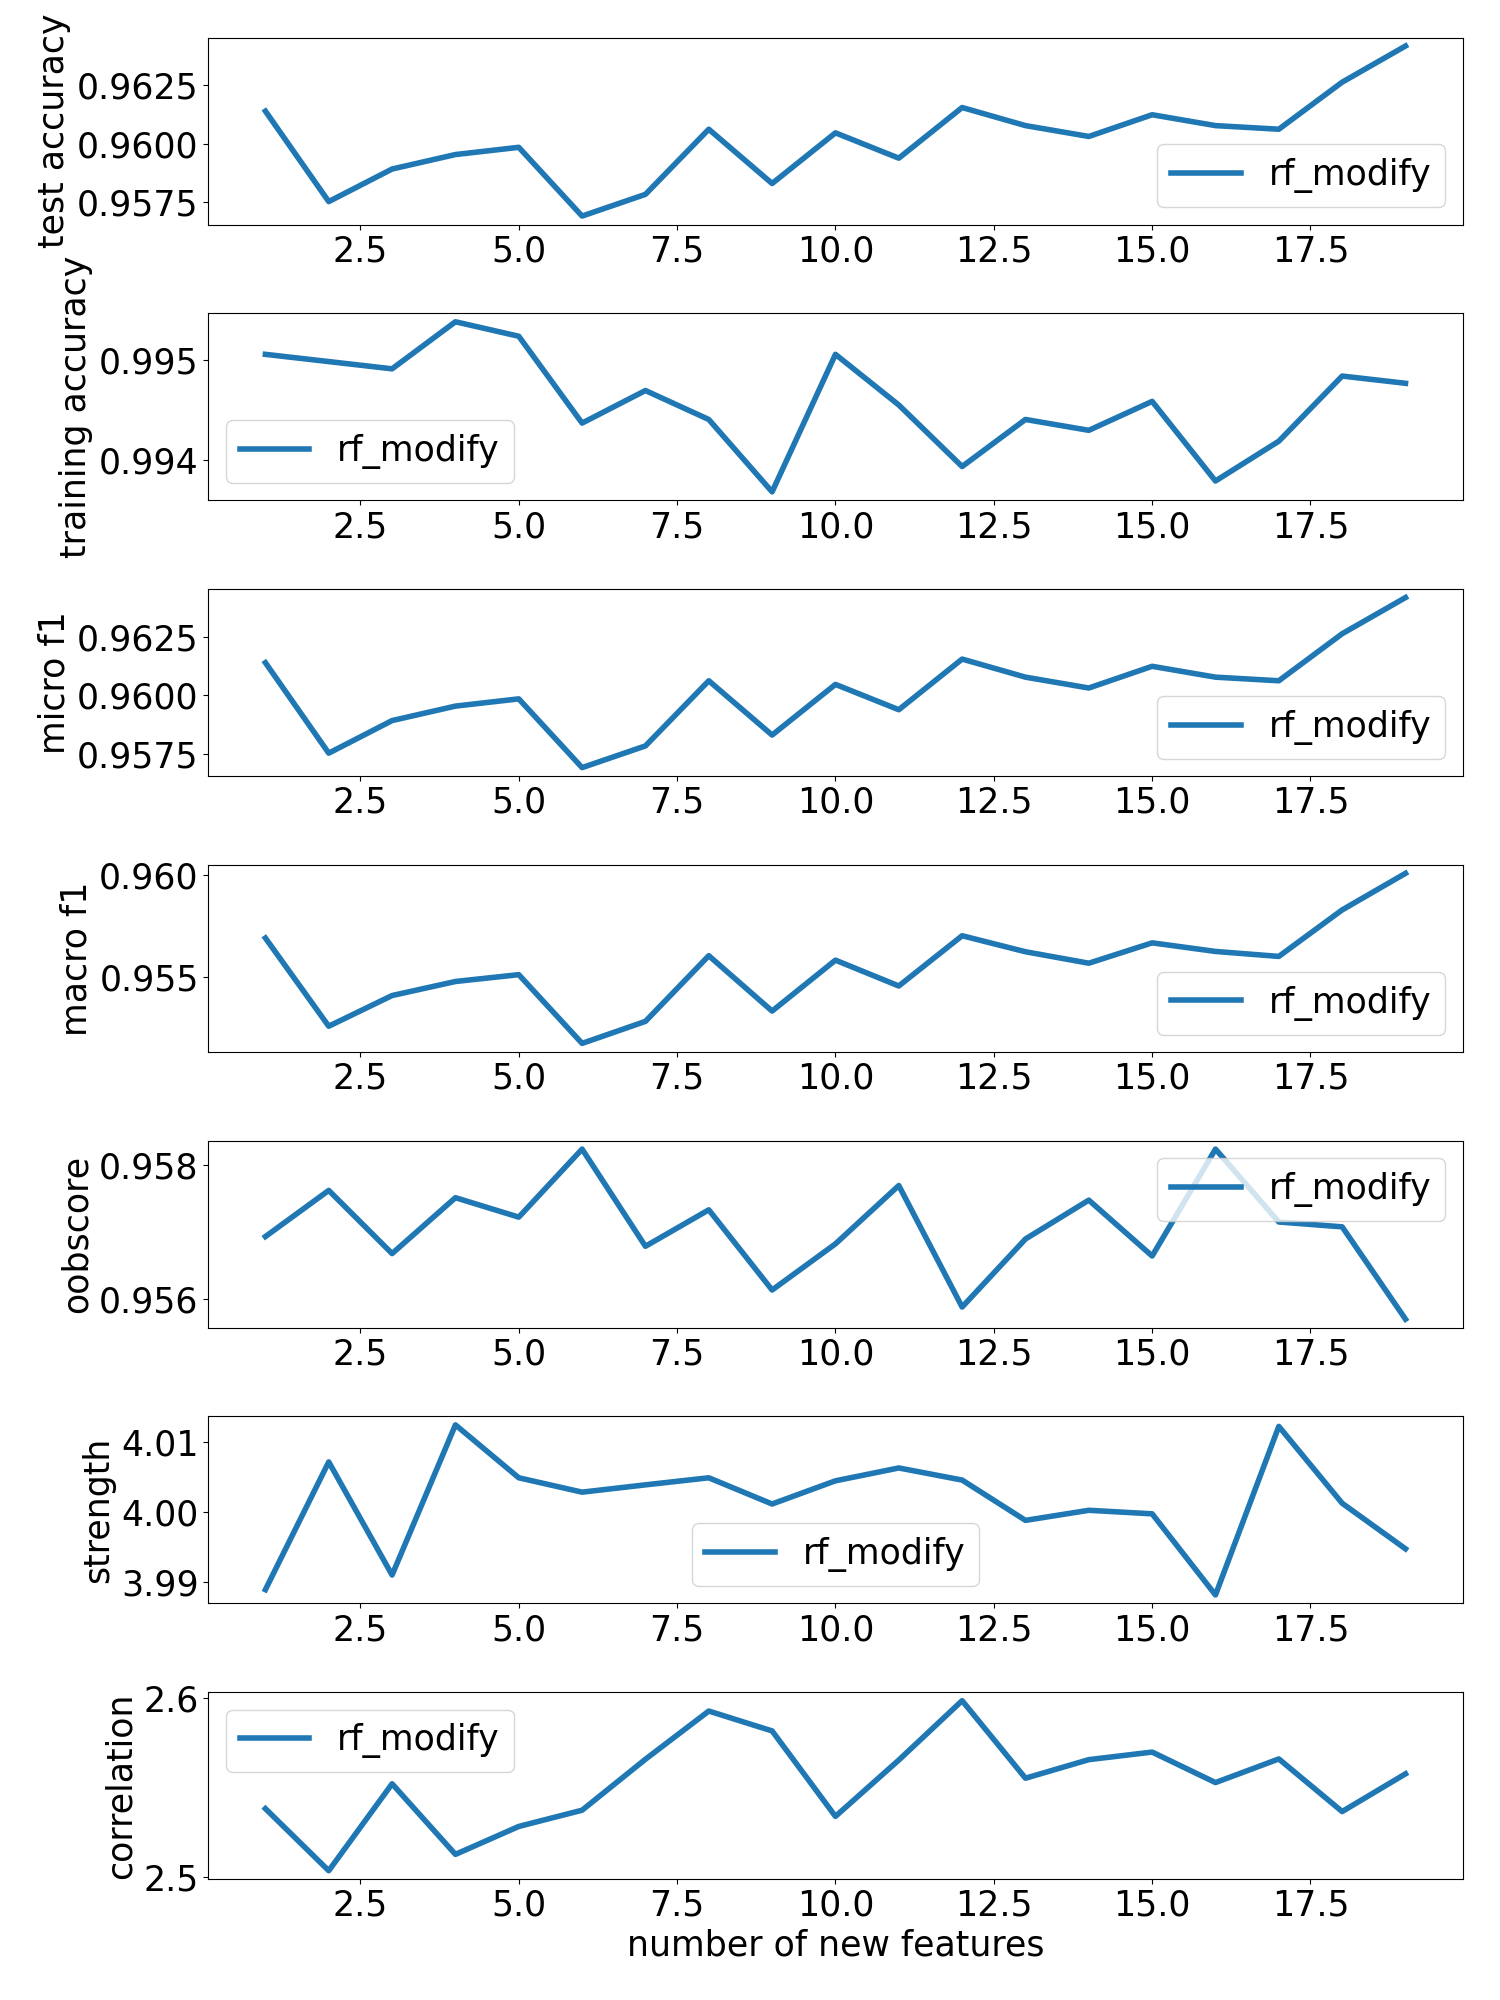 test accuracy
0.9625
0.9600
0.9575
rf_modify
2.5 5.0 7.5 10.0 12.5 15.0 17.5
training accuracy
0.995
0.994
rf_modify
2.5 5.0 7.5 10.0 12.5 15.0 17.5
micro f1
0.9625
0.9600
0.9575
rf_modify
2.5 5.0 7.5 10.0 12.5 15.0 17.5
macro f1
0.960
0.955
rf_modify
2.5 5.0 7.5 10.0 12.5 15.0 17.5
oobscore
0.958
0.956
rf_modify
2.5 5.0 7.5 10.0 12.5 15.0 17.5
strength
4.01
4.00
3.99
rf_modify
2.5 5.0 7.5 10.0 12.5 15.0 17.5
correlation
2.6
2.5
rf_modify
2.5 5.0 7.5 10.0 12.5 15.0 17.5
number of new features